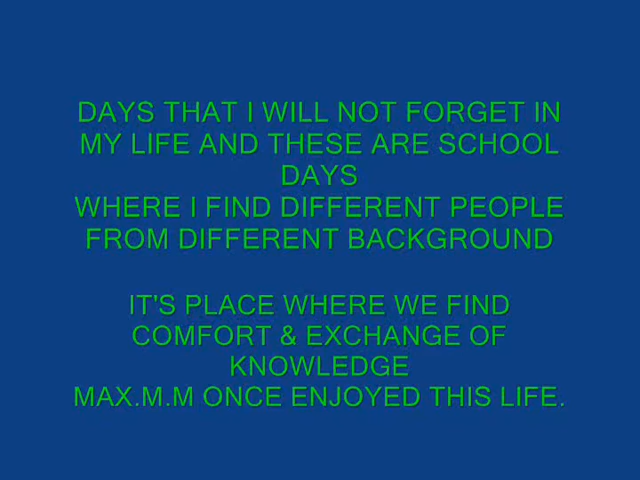 DAYS THAT I WILL NOT FORGET IN
MY LIFE AND THESE ARE SCHOOL
DAYS
WHERE I FIND DIFFERENT PEOPLE
FROM DIFFERENT BACKGROUND
IT'S PLACE WHERE WE FIND
COMFORT & EXCHANGE OF
KNOWLEDGE
MAX.M.M ONCE ENJOYED THIS LIFE.